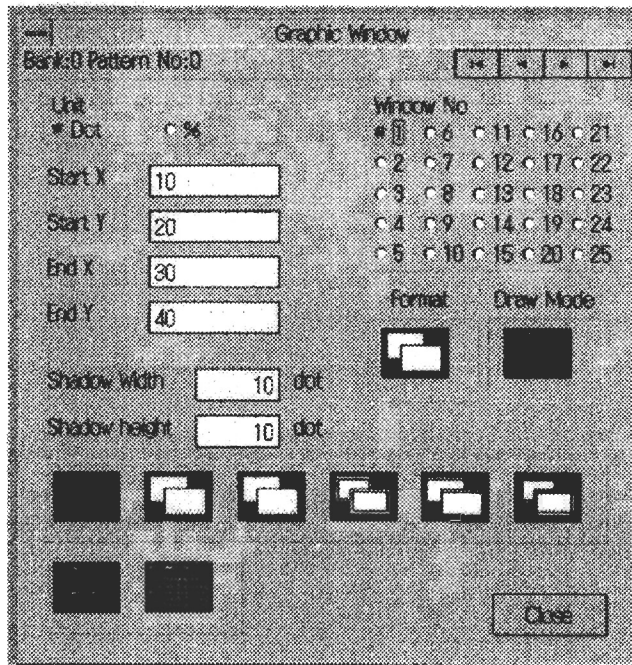 Graphic Window
Bank:0 Pattern No:0
Unit
Dot %
Window No
1 6 11 16 21
2 7 12 17 22
3 8 13 18 23
4 9 14 19 24
5 10 15 20 25
Start X 10
Start Y 20
End X 30
End Y 40
Format Draw Mode
Shadow Width 10 dot
Shadow height 10 dot
Close